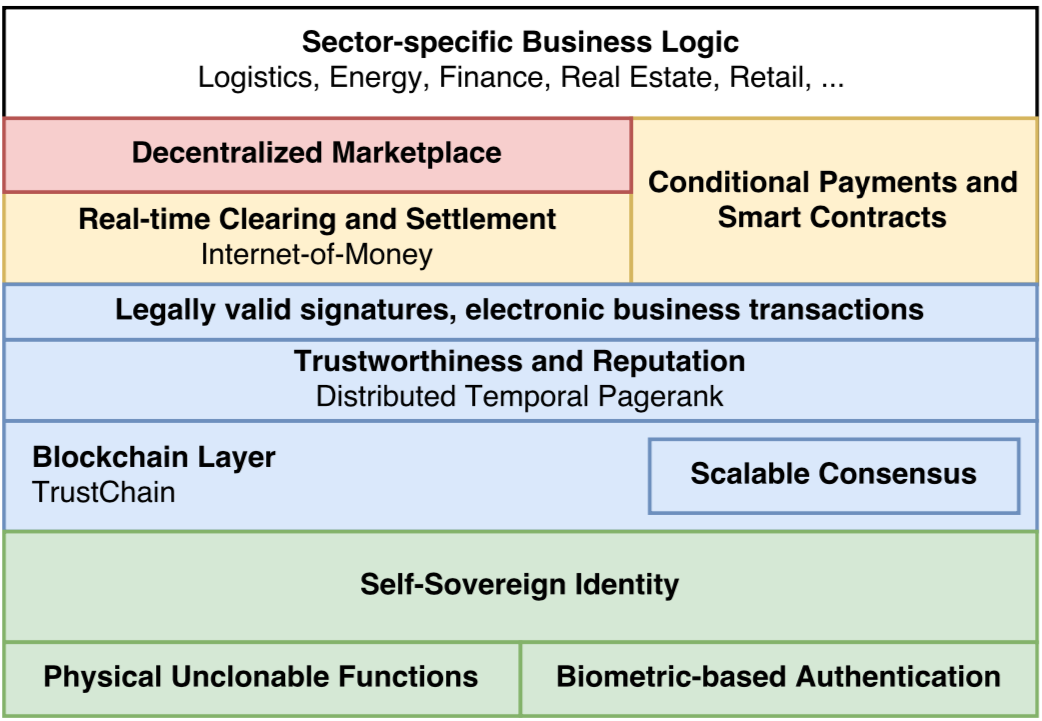 Sector-specific Business Logic
Logistics, Energy, Finance, Real Estate, Retail, ...
Decentralized Marketplace
Conditional Payments and
Smart Contracts
Real-time Clearing and Settlement
Internet-of-Money
Legally valid signatures, electronic business transactions
Trustworthiness and Reputation
Distributed Temporal Pagerank
Blockchain Layer
TrustChain
Scalable Consensus
Self-Sovereign Identity
Physical Unclonable Functions
Biometric-based Authentication